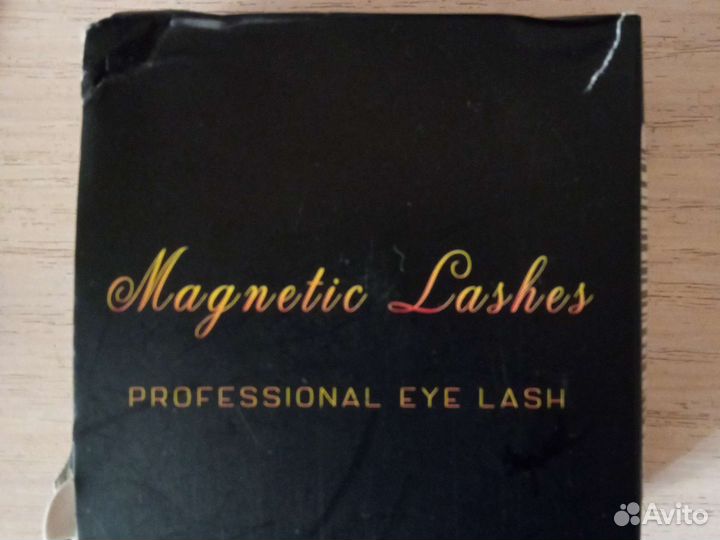 Magnetic Lashes
PROFESSIONAL EYE LASH
Avito